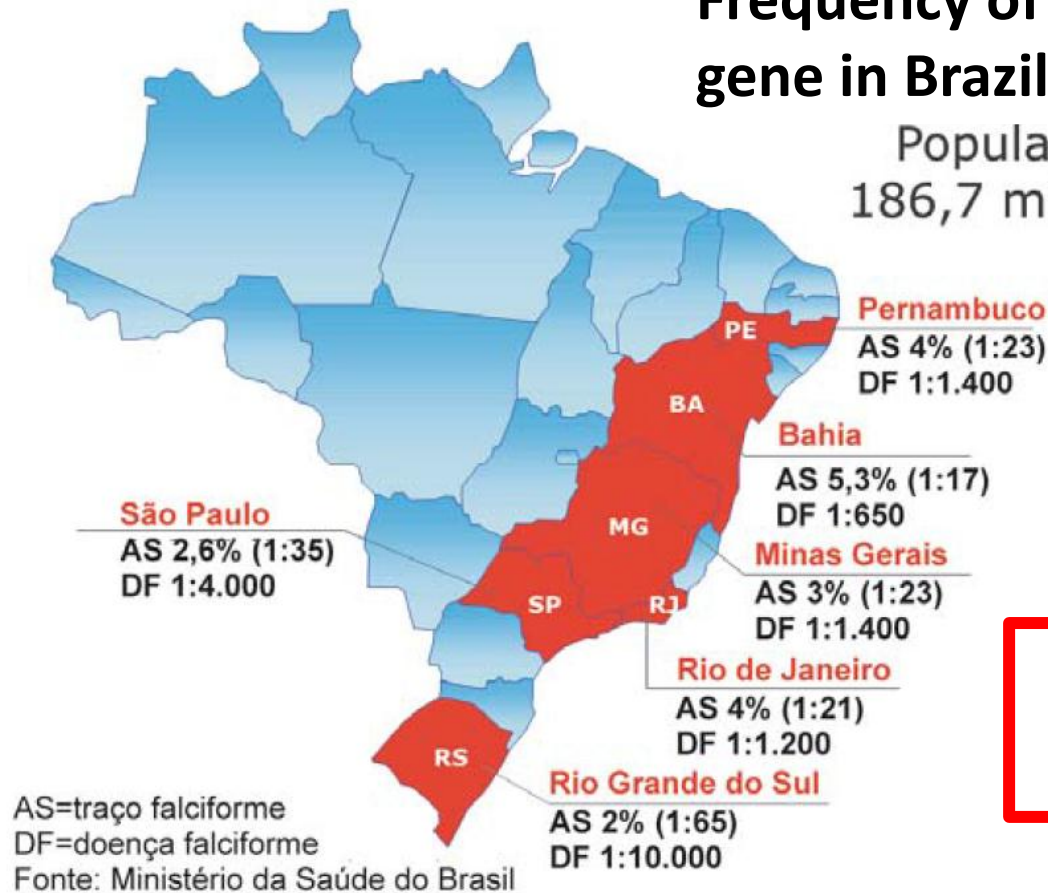 Frequency of
gene in Brazil
186,7
Pernambuco
AS 4% (1:23)
DF 1:1.400
PE
BA
Bahia
AS 5,3% (1:17)
DF 1:650
São Paulo
AS 2,6% (1:35)
DF 1:4.000
MG
Minas Gerais
AS 3% (1:23)
DF 1:1.400
SP
RJ
Rio de Janeiro
AS 4% (1:21)
DF 1:1.200
RS
Rio Grande do Sul
AS 2% (1:65)
DF 1:10.000
AS=traço falciforme
DF=doença falciforme
Fonte: Ministério da Saúde do Brasil